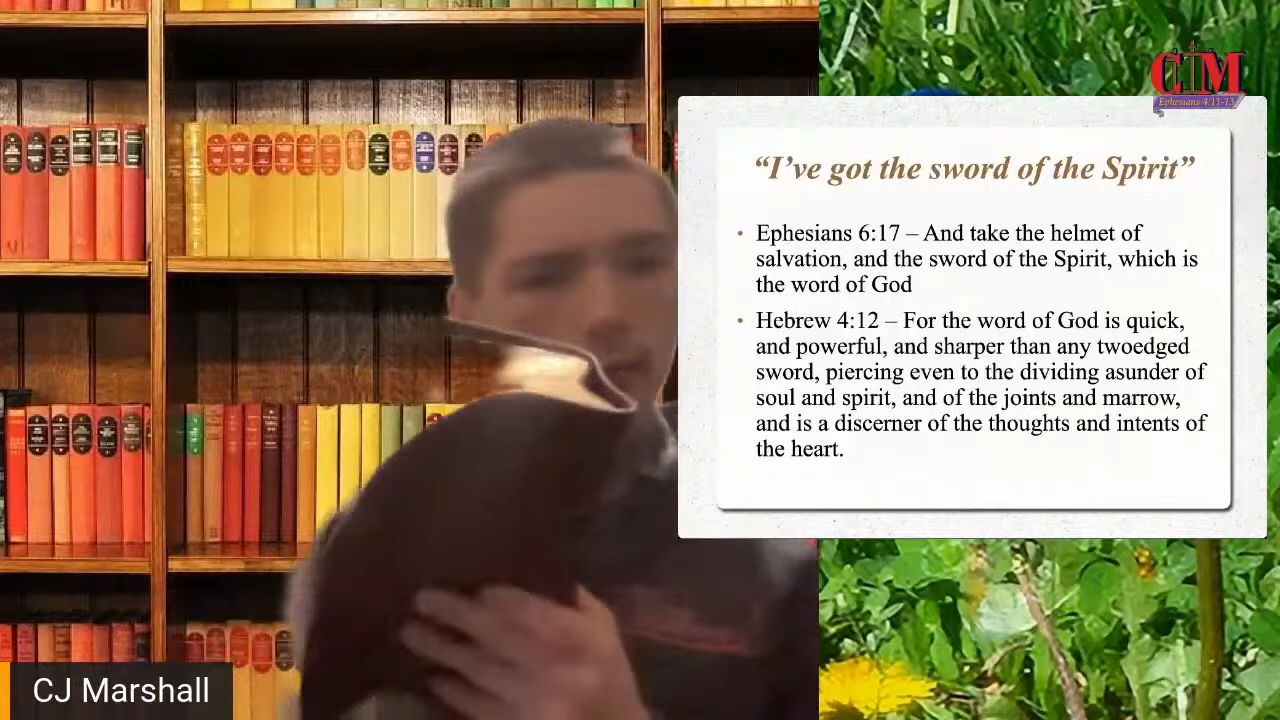 CIM
Ephesians 4:11-13
“I’ve got the sword of the Spirit”
• Ephesians 6:17 – And take the helmet of
salvation, and the sword of the Spirit, which is
the word of God
• Hebrew 4:12 – For the word of God is quick,
and powerful, and sharper than any twoedged
sword, piercing even to the dividing asunder of
soul and spirit, and of the joints and marrow,
and is a discerner of the thoughts and intents of
the heart.
CJ Marshall